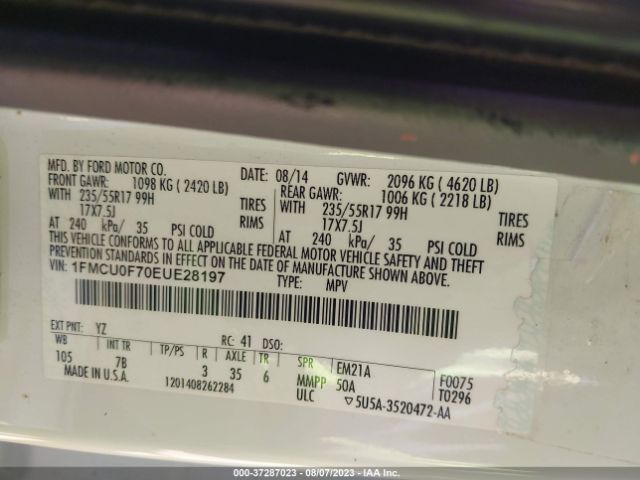 MFD. BY FORD MOTOR CO.
DATE: 08/14 GVWR: 2096 KG ( 4620 LB)
FRONT GAWR: 1098 KG ( 2420 LB) REAR GAWR: 1006 KG ( 2218 LB)
WITH 235/55R17 99H TIRES WITH 235/55R17 99H TIRES
17X7.5J RIMS 17X7.5J RIMS
AT 240 kPa/ 35 PSI COLD AT 240 kPa/ 35 PSI COLD
THIS VEHICLE CONFORMS TO ALL APPLICABLE FEDERAL MOTOR VEHICLE SAFETY AND THEFT
PREVENTION STANDARDS IN EFFECT ON THE DATE OF MANUFACTURE SHOWN ABOVE.
VIN: 1FMCU0F70EUE28197 TYPE: MPV
EXT PNT: YZ RC: 41 DSO:
WB INT TR TP/PS R AXLE TR SPR EM21A F0075
105 7B 3 35 6 MMPP 50A T0296
MADE IN U.S.A. 1201408262284 ULC ▽5U5A-3520472-AA
000-37287023 - 08/07/2023 - IAA Inc.